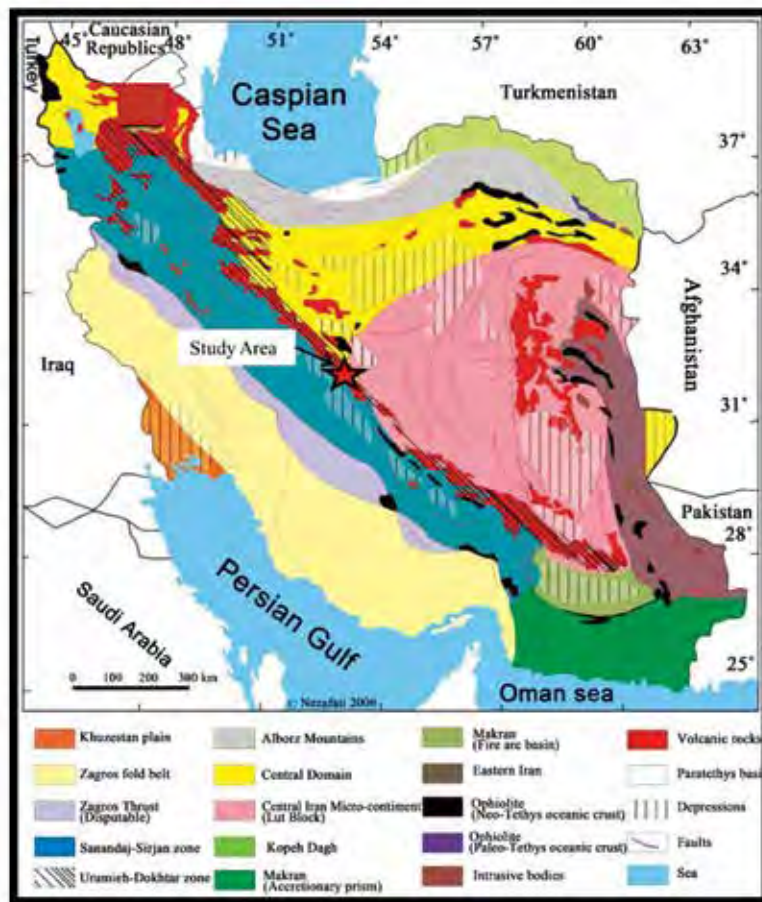 45°
Caucasian
Republics
48°
51°
54°
57°
60°
63°
Turkey
Caspian
Sea
Turkmenistan
37°
34°
Afghanistan
Study Area
Iraq
31°
Pakistan
28°
Persian Gulf
Saudi Arabia
25°
0 100 200 300 km
© Nezafati 2006
Oman sea
Khuzestan plain
Zagros fold belt
Zagros Thrust
(Disputable)
Sanandaj-Sirjan zone
Urumieh-Dokhtar zone
Alborz Mountains
Central Domain
Central Iran Micro-continent
(Lut Block)
Kopeh Dagh
Makran
(Accretionary prism)
Makran
(Fire arc basin)
Eastern Iran
Ophiolite
(Neo-Tethys oceanic crust)
Ophiolite
(Paleo-Tethys oceanic crust)
Intrusive bodies
Volcanic rocks
Paratethys basi
Depressions
Faults
Sea